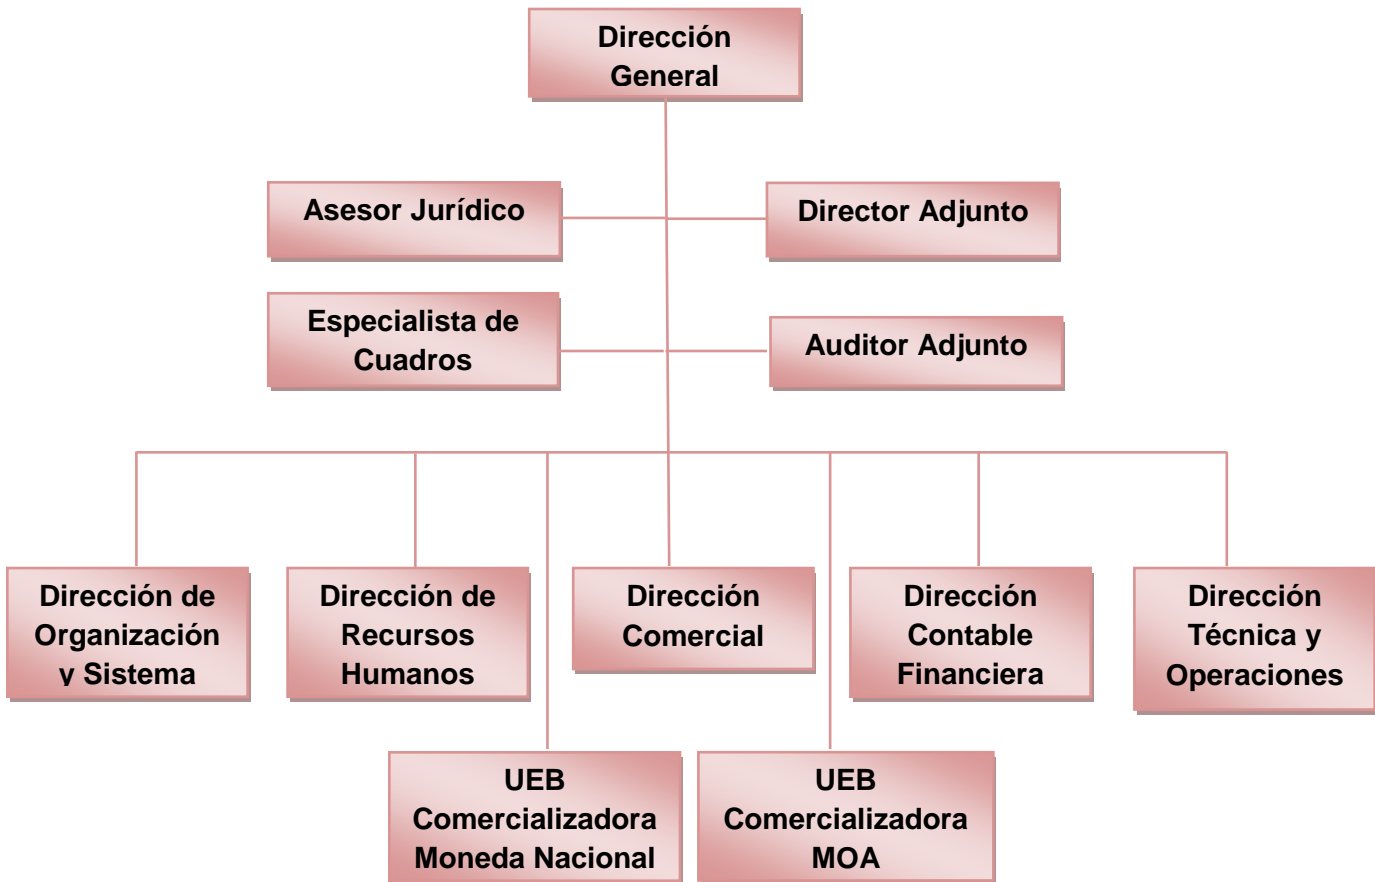 Dirección
General
Asesor Jurídico
Director Adjunto
Especialista de
Cuadros
Auditor Adjunto
Dirección de
Organización
y Sistema
Dirección de
Recursos
Humanos
Dirección
Comercial
Dirección
Contable
Financiera
Dirección
Técnica y
Operaciones
UEB
Comercializadora
Moneda Nacional
UEB
Comercializadora
MOA